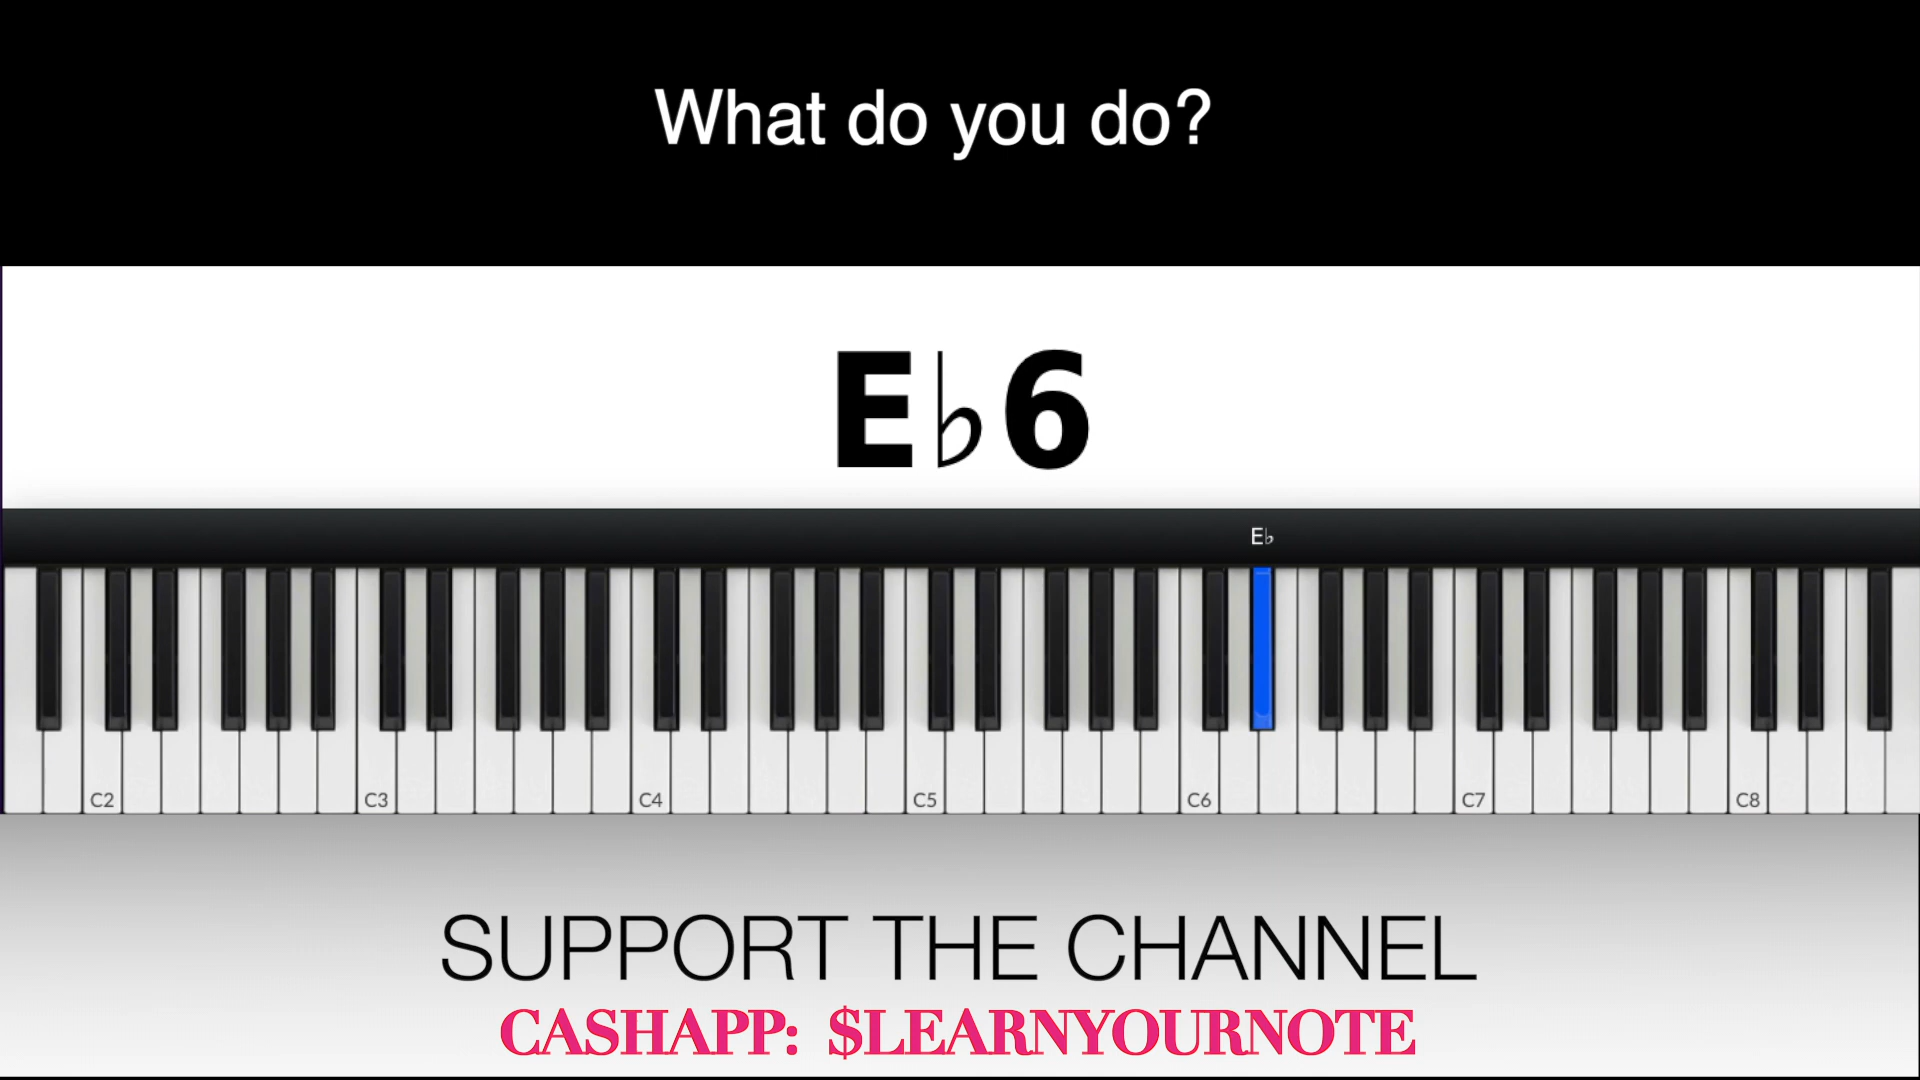 What do you do?
E♭6
E♭
C2 C3 C4 C5 C6 C7 C8
SUPPORT THE CHANNEL
CASHAPP: $LEARNYOURNOTE